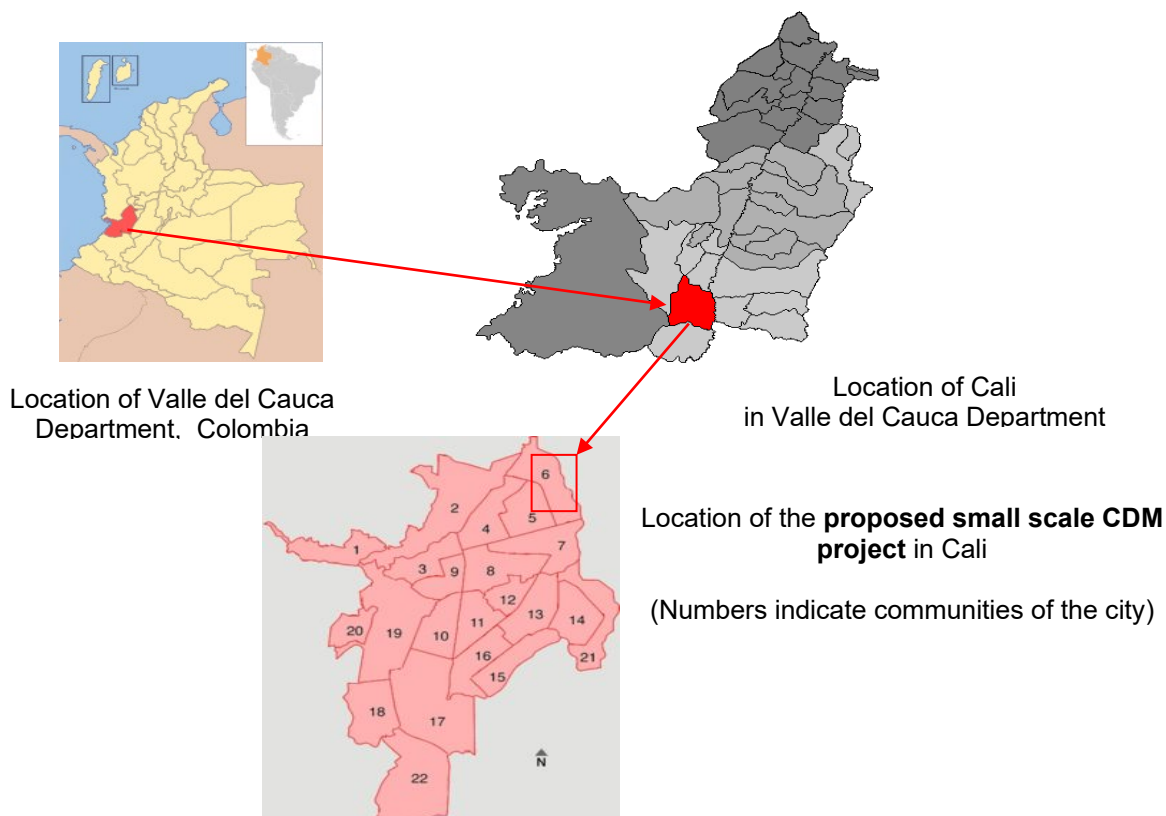 Location of Valle del Cauca
Department, Colombia
Location of Cali
in Valle del Cauca Department
Location of the proposed small scale CDM
project in Cali
(Numbers indicate communities of the city)
6
2
5
4
7
1
3
9
8
12
13
14
20
19
10
11
16
21
15
18
17
N
22